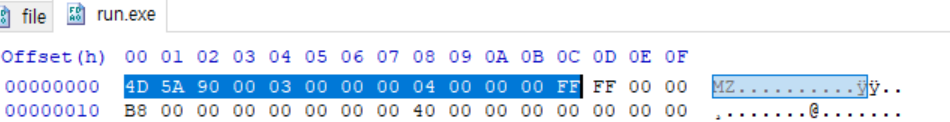 file run.exe
Offset(h) 00 01 02 03 04 05 06 07 08 09 0A 0B 0C 0D 0E 0F
00000000 4D 5A 90 00 03 00 00 00 04 00 00 00 FF FF 00 00 MZ..........ÿÿ..
00000010 B8 00 00 00 00 00 00 00 40 00 00 00 00 00 00 00 ¸.......@.......